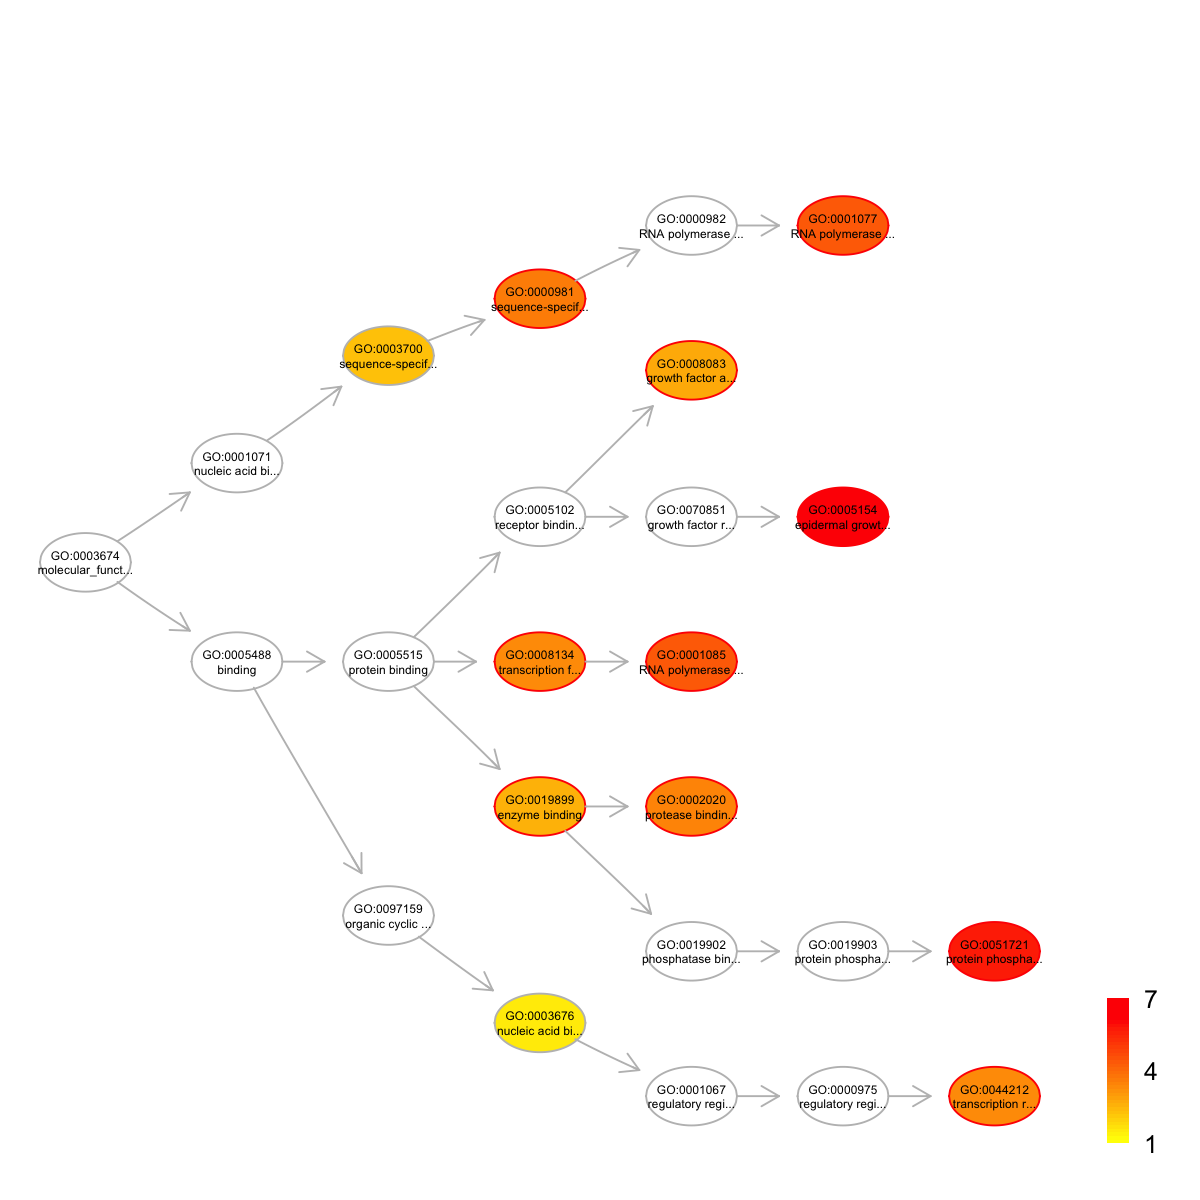 GO:0000982
RNA polymerase ...
GO:0001077
RNA polymerase ...
GO:0000981
sequence-specif...
GO:0003700
sequence-specif...
GO:0008083
growth factor a...
GO:0001071
nucleic acid bi...
GO:0005102
receptor bindin...
GO:0070851
growth factor r...
GO:0005154
epidermal growt...
GO:0003674
molecular_funct...
GO:0005488
binding
GO:0005515
protein binding
GO:0008134
transcription f...
GO:0001085
RNA polymerase ...
GO:0019899
enzyme binding
GO:0002020
protease bindin...
GO:0097159
organic cyclic ...
GO:0019902
phosphatase bin...
GO:0019903
protein phospha...
GO:0051721
protein phospha...
GO:0003676
nucleic acid bi...
GO:0001067
regulatory regi...
GO:0000975
regulatory regi...
GO:0044212
transcription r...
7
4
1